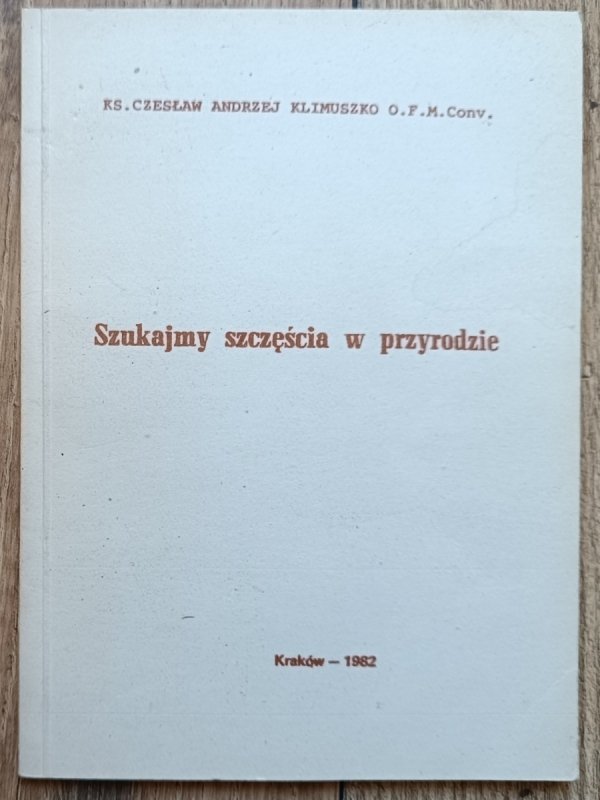 KS.CZESŁAW ANDRZEJ KLIMUSZKO O.F.M.Conv.
Szukajmy szczęścia w przyrodzie
Kraków – 1982